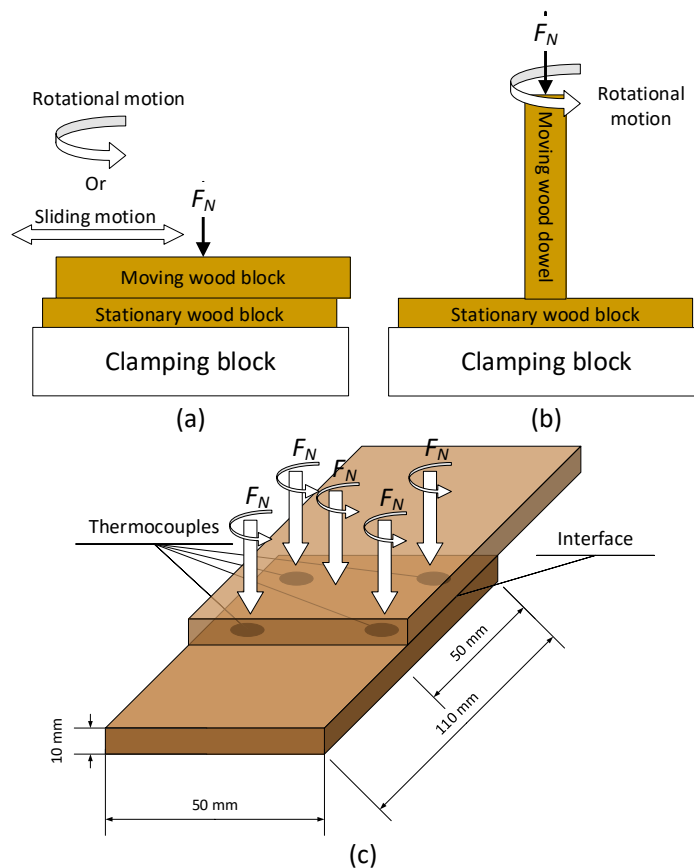 Rotational motion
Or
Sliding motion
F_N
Moving wood block
Stationary wood block
Clamping block
(a)
F_N
Rotational
motion
Moving wood dowel
Stationary wood block
Clamping block
(b)
F_N
F_N
F_N
F_N
F_N
Thermocouples
Interface
50 mm
110 mm
10 mm
50 mm
(c)